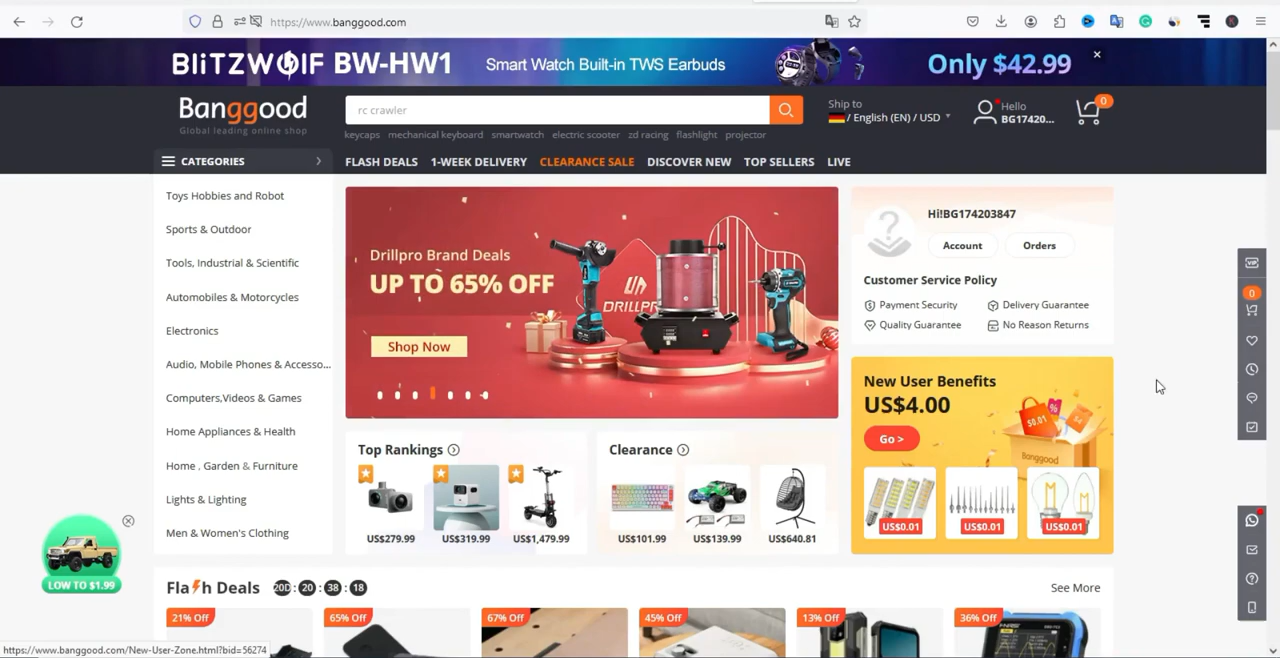 https://www.banggood.com
BLITZWOLF BW-HW1
Smart Watch Built-in TWS Earbuds
Only $42.99
Banggood
Global leading online shop
rc crawler
Ship to
/ English (EN) / USD
Hello
BG17420...
0
keycaps mechanical keyboard smartwatch electric scooter zd racing flashlight projector
CATEGORIES
FLASH DEALS 1-WEEK DELIVERY CLEARANCE SALE DISCOVER NEW TOP SELLERS LIVE
Toys Hobbies and Robot
Sports & Outdoor
Tools, Industrial & Scientific
Automobiles & Motorcycles
Electronics
Audio, Mobile Phones & Accesso...
Computers,Videos & Games
Home Appliances & Health
Home , Garden & Furniture
Lights & Lighting
Men & Women's Clothing
Drillpro Brand Deals
UP TO 65% OFF
Shop Now
DRILLPR
Hi!BG174203847
Account Orders
Customer Service Policy
Payment Security Delivery Guarantee
Quality Guarantee No Reason Returns
New User Benefits
US$4.00
Go >
$0.01
%
Banggood
US$0.01 US$0.01 US$0.01
Top Rankings
US$279.99 US$319.99 US$1,479.99
Clearance
US$101.99 US$139.99 US$640.81
VIP
0
LOW TO $1.99
Flash Deals 20D : 20 : 38 : 18
See More
21% Off 65% Off 67% Off 45% Off 13% Off 36% Off
https://www.banggood.com/New-User-Zone.html?bid=56274